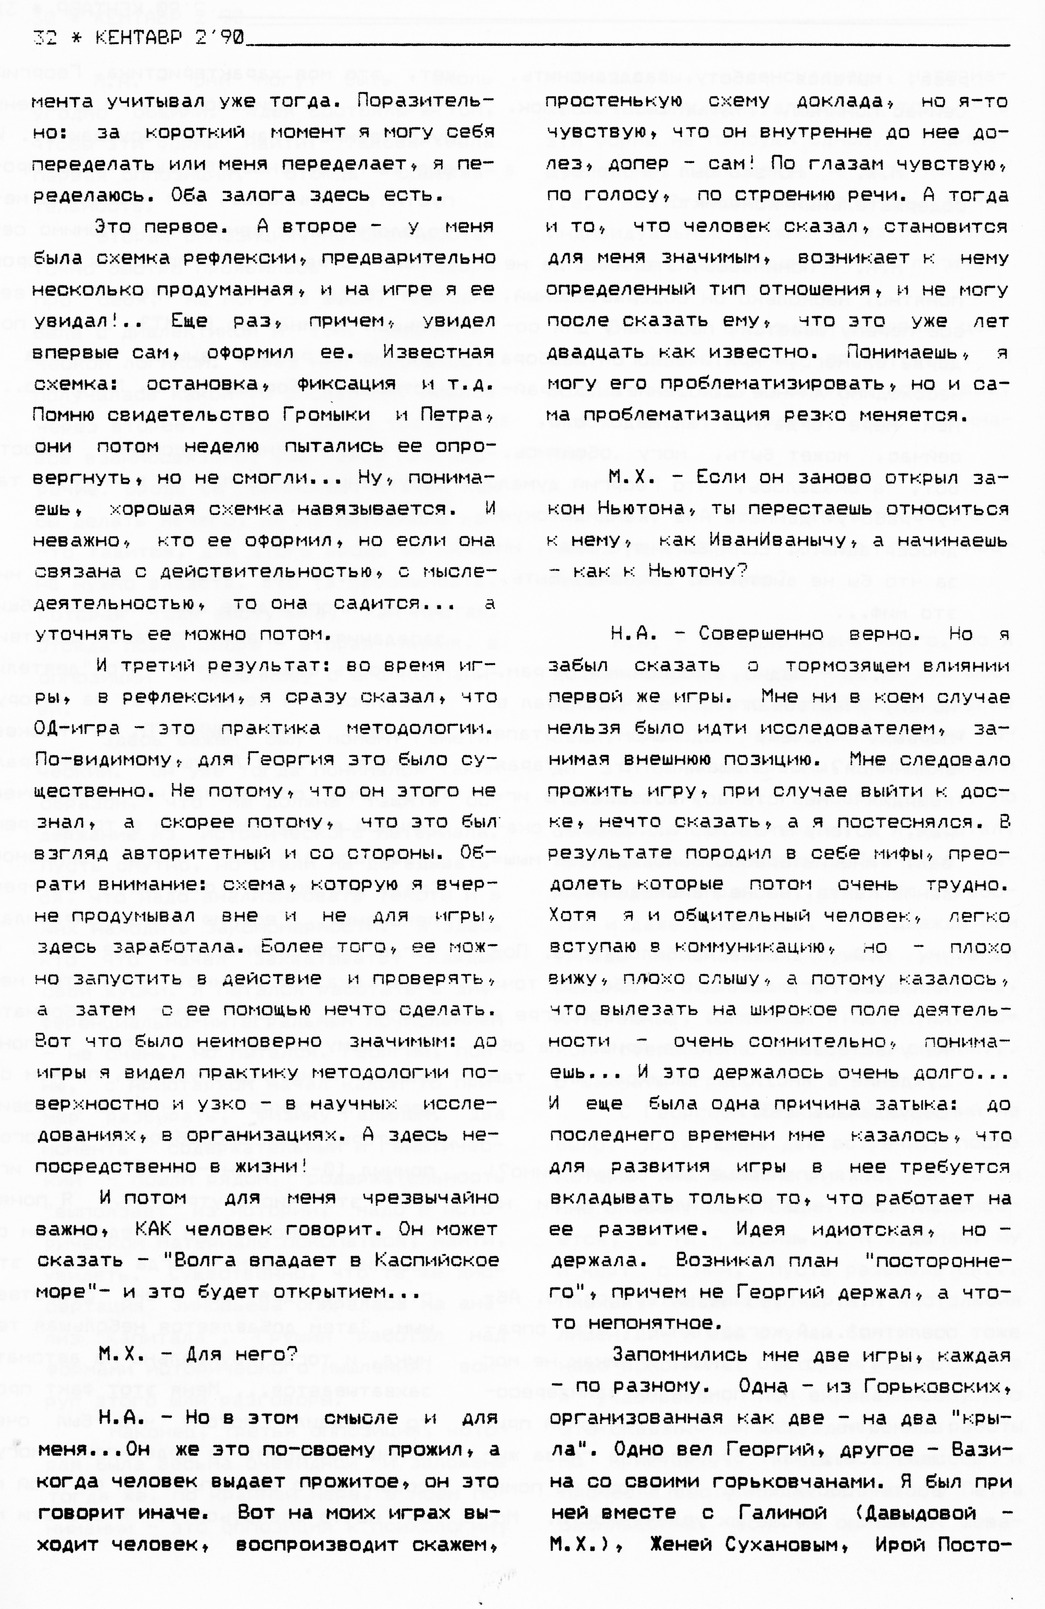 32 * КЕНТАВР 2'90
мента учитывал уже тогда. Поразитель-
но: за короткий момент я могу себя
переделать или меня переделает, я пе-
ределаюсь. Оба залога здесь есть.
Это первое. А второе - у меня
была схемка рефлексии, предварительно
несколько продуманная, и на игре я ее
увидал!.. Еще раз, причем, увидел
впервые сам, оформил ее. Известная
схемка: остановка, фиксация и т.д.
Помню свидетельство Громыки и Петра,
они потом неделю пытались ее опро-
вергнуть, но не смогли... Ну, понима-
ешь, хорошая схемка навязывается. И
неважно, кто ее оформил, но если она
связана с действительностью, с мысле-
деятельностью, то она садится... а
уточнять ее можно потом.
И третий результат: во время иг-
ры, в рефлексии, я сразу сказал, что
ОД-игра - это практика методологии.
По-видимому, для Георгия это было су-
щественно. Не потому, что он этого не
знал, а скорее потому, что это был
взгляд авторитетный и со стороны. Об-
рати внимание: схема, которую я вчер-
не продумывал вне и не для игры,
здесь заработала. Более того, ее мож-
но запустить в действие и проверять,
а затем с ее помощью нечто сделать.
Вот что было неимоверно значимым: до
игры я видел практику методологии по-
верхностно и узко - в научных иссле-
дованиях, в организациях. А здесь не-
посредственно в жизни!
И потом для меня чрезвычайно
важно, КАК человек говорит. Он может
сказать - "Волга впадает в Каспийское
море"- и это будет открытием...
М.Х. - Для него?
Н.А. - Но в этом смысле и для
меня...Он же это по-своему прожил, а
когда человек выдает прожитое, он это
говорит иначе. Вот на моих играх вы-
ходит человек, воспроизводит скажем,
простенькую схему доклада, но я-то
чувствую, что он внутренне до нее до-
лез, допер - сам! По глазам чувствую,
по голосу, по строению речи. А тогда
и то, что человек сказал, становится
для меня значимым, возникает к нему
определенный тип отношения, и не могу
после сказать ему, что это уже лет
двадцать как известно. Понимаешь, я
могу его проблематизировать, но и са-
ма проблематизация резко меняется.
М.Х. - Если он заново открыл за-
кон Ньютона, ты перестаешь относиться
к нему, как ИванИванычу, а начинаешь
- как к Ньютону?
Н.А. - Совершенно верно. Но я
забыл сказать о тормозящем влиянии
первой же игры. Мне ни в коем случае
нельзя было идти исследователем, за-
нимая внешнюю позицию. Мне следовало
прожить игру, при случае выйти к дос-
ке, нечто сказать, а я постеснялся. В
результате породил в себе мифы, прео-
долеть которые потом очень трудно.
Хотя я и общительный человек, легко
вступаю в коммуникацию, но - плохо
вижу, плохо слышу, а потому казалось,
что вылезать на широкое поле деятель-
ности - очень сомнительно, понима-
ешь... И это держалось очень долго...
И еще была одна причина затыка: до
последнего времени мне казалось, что
для развития игры в нее требуется
вкладывать только то, что работает на
ее развитие. Идея идиотская, но -
держала. Возникал план "посторонне-
го", причем не Георгий держал, а что-
то непонятное.
Запомнились мне две игры, каждая
- по разному. Одна - из Горьковских,
организованная как две - на два "кры-
ла". Одно вел Георгий, другое - Вази-
на со своими горьковчанами. Я был при
ней вместе с Галиной (Давыдовой -
М.Х.), Женей Сухановым, Ирой Посто-